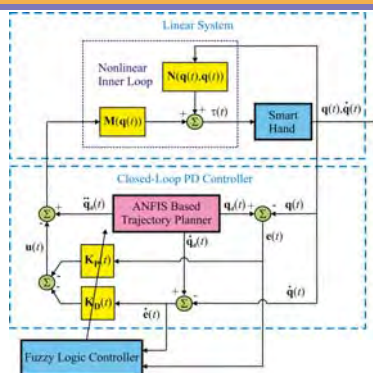 Linear System
Nonlinear
Inner Loop
N(q(t),q̇(t))
M(q(t))
+
+
Σ
τ(t)
Smart
Hand
q(t),q̇(t)
Closed-Loop PD Controller
q̈d(t)
+
-
Σ
ANFIS Based
Trajectory Planner
qd(t)
+
-
Σ
q(t)
u(t)
q̇d(t)
e(t)
KP(t)
-
-
Σ
KD(t)
+
-
Σ
q̇(t)
ė(t)
Fuzzy Logic Controller